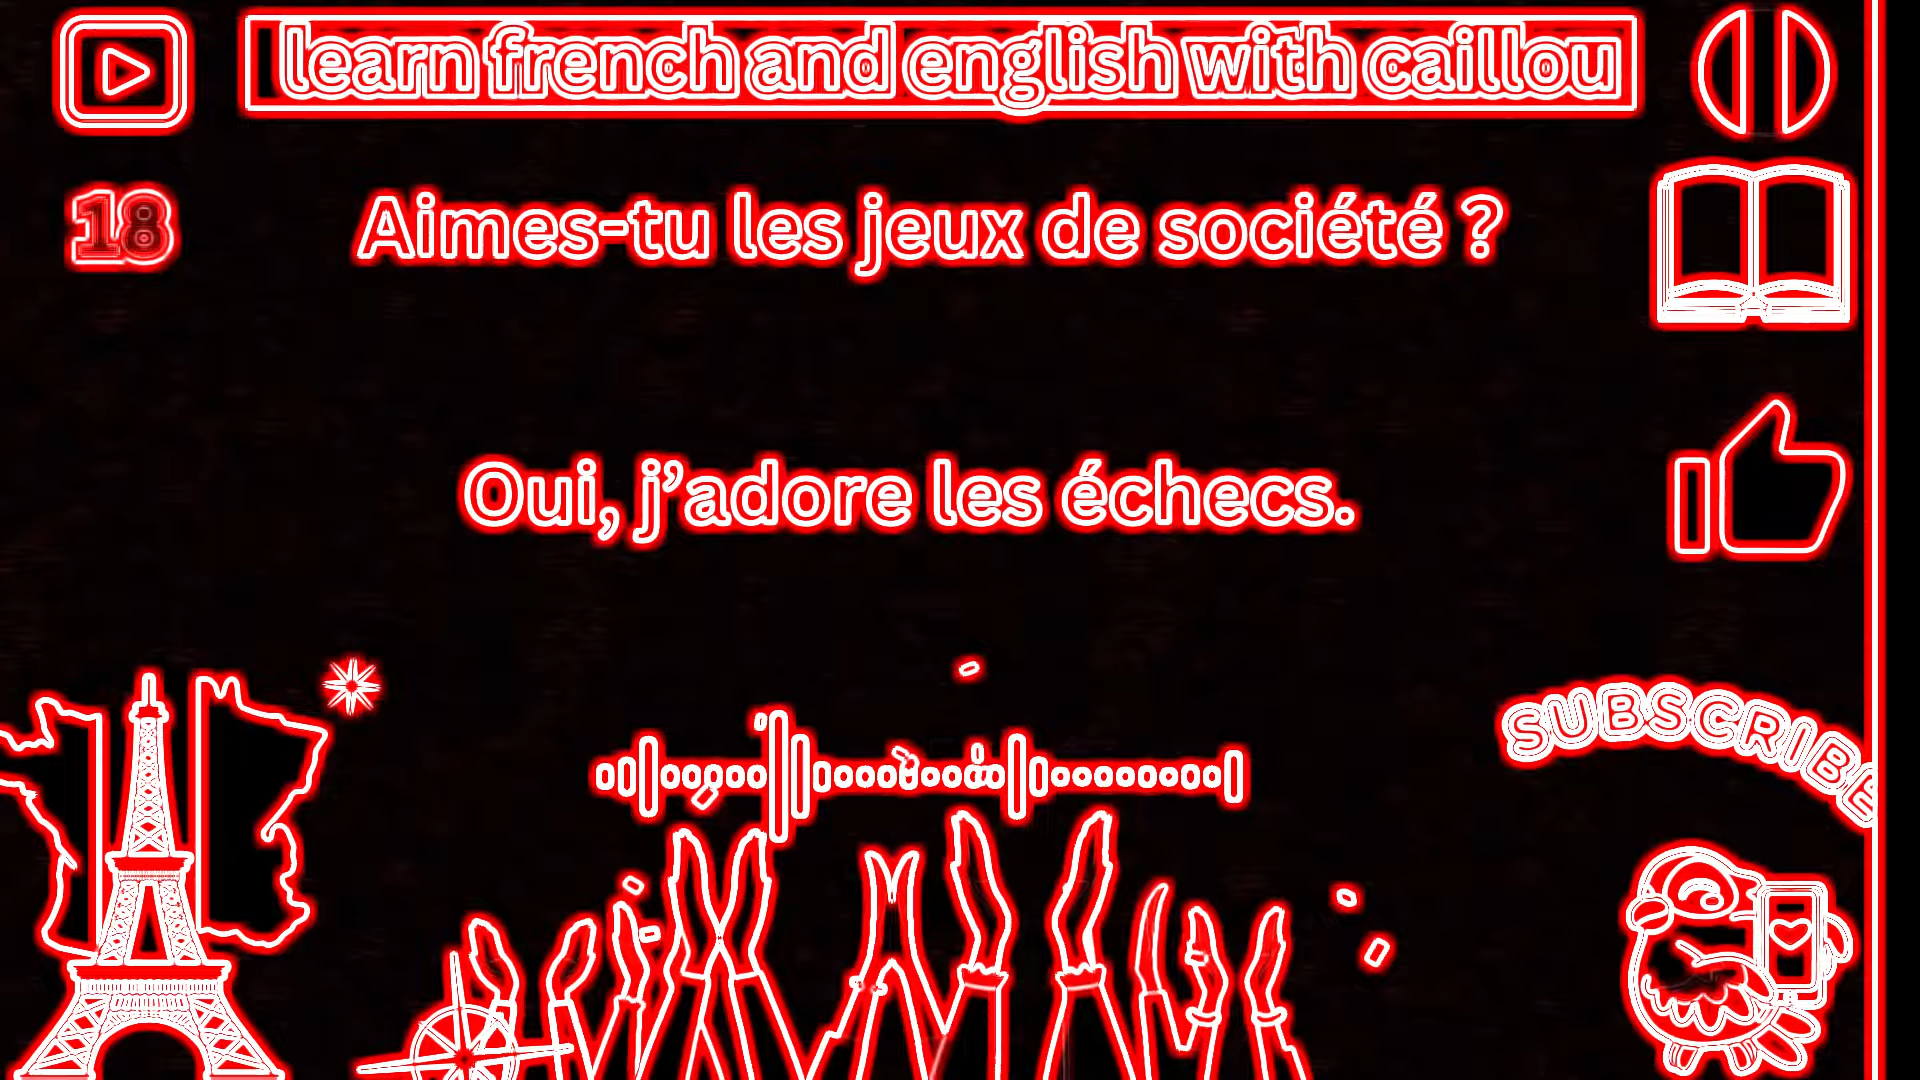 learn french and english with caillou
18
Aimes-tu les jeux de société ?
Oui, j’adore les échecs.
SUBSCRIBE